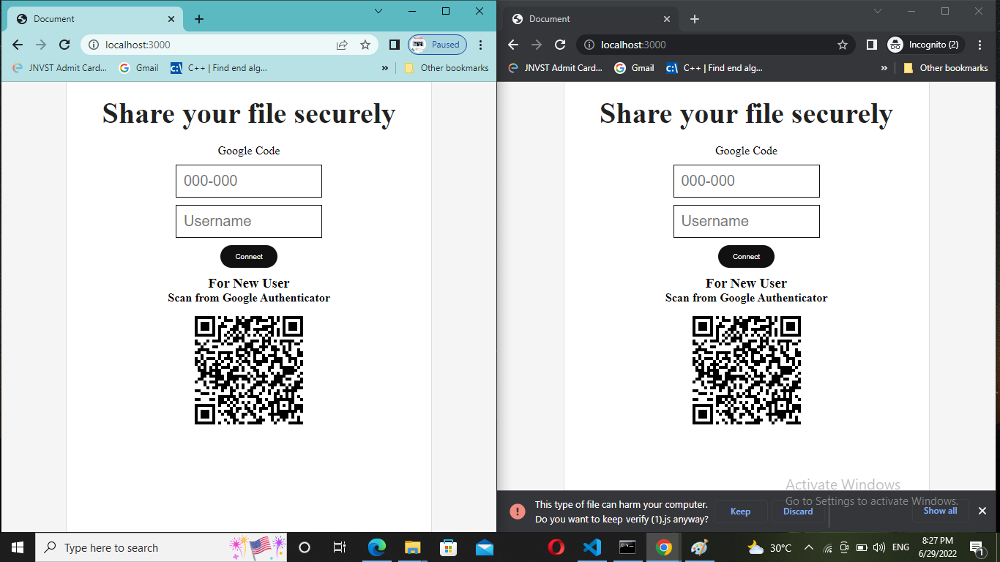 Document
localhost:3000
Paused
JNVST Admit Card...
Gmail
C:\
C++ | Find end alg...
»
Other bookmarks
Share your file securely
Google Code
000-000
Username
Connect
For New User
Scan from Google Authenticator
Document
localhost:3000
Incognito (2)
JNVST Admit Card...
Gmail
C:\
C++ | Find end alg...
»
Other bookmarks
Share your file securely
Google Code
000-000
Username
Connect
For New User
Scan from Google Authenticator
Activate Windows
Go to Settings to activate Windows.
This type of file can harm your computer.
Do you want to keep verify (1).js anyway?
Keep
Discard
Show all
Type here to search
30°C
ENG
8:27 PM
6/29/2022
1